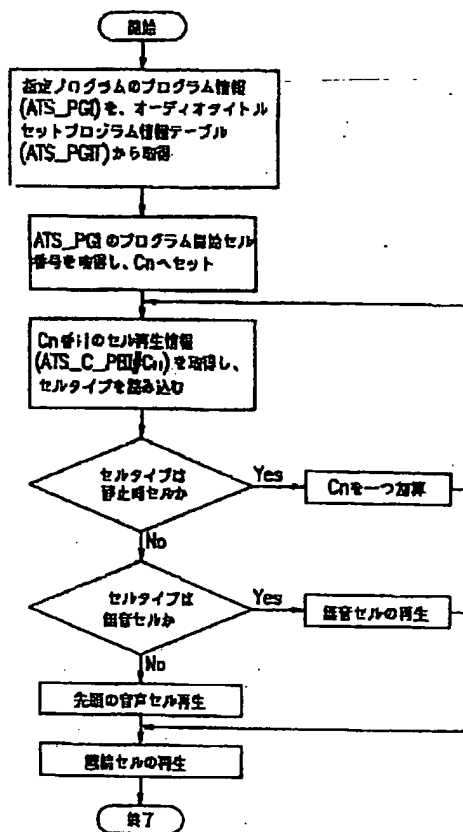 開始
指定プログラムのプログラム情報
(ATS_PGI)を、オーディオタイトル
セットプログラム情報テーブル
(ATS_PGIT)から取得
ATS_PGIのプログラム開始セル
番号を取得し、Cnへセット
Cn番目のセル再生情報
(ATS_C_PBI#Cn)を取得し、
セルタイプを読み込む
セルタイプは
静止画セルか
Yes
Cnを一つ加算
No
セルタイプは
無音セルか
Yes
無音セルの再生
No
先頭の音声セル再生
セルの再生
終了